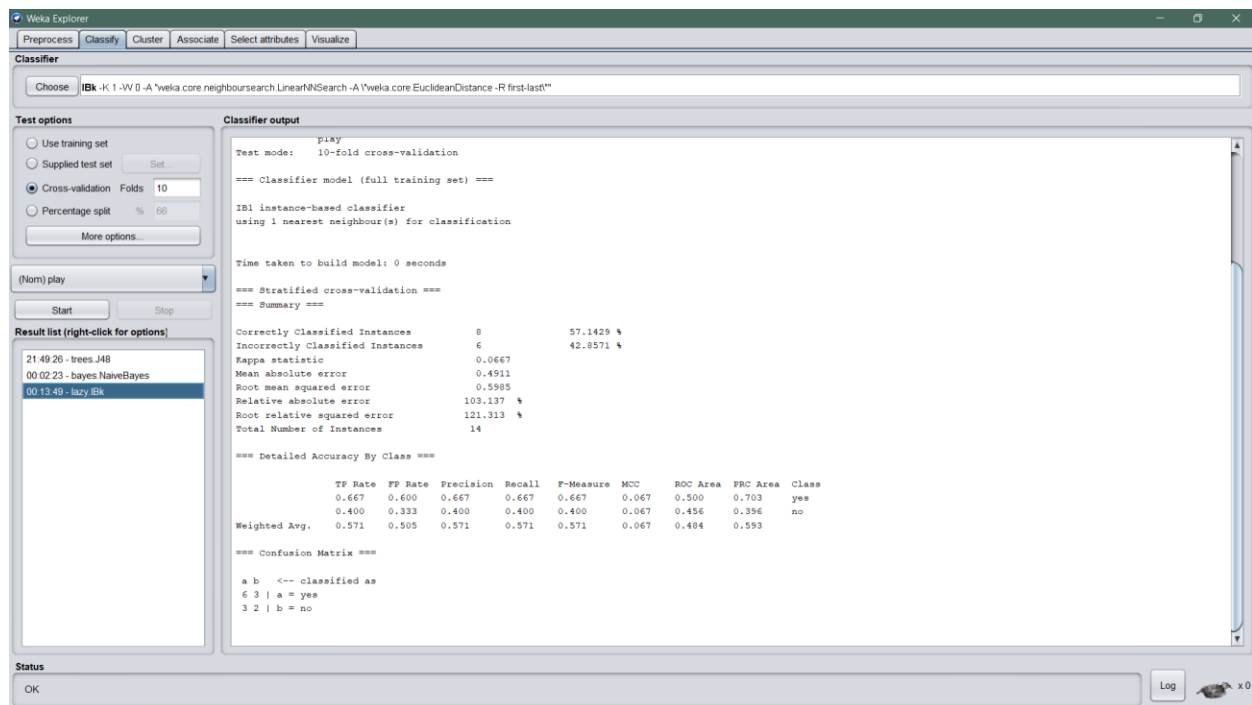 Weka Explorer
Preprocess Classify Cluster Associate Select attributes Visualize
Classifier
Choose IBk -K 1 -W 0 -A "weka.core.neighboursearch.LinearNNSearch -A \"weka.core.EuclideanDistance -R first-last\""
Test options
Use training set
Supplied test set Set...
Cross-validation Folds 10
Percentage split % 66
More options...
(Nom) play
Start Stop
Result list (right-click for options)
21:49:26 - trees.J48
00:02:23 - bayes.NaiveBayes
00:13:49 - lazy.IBk
Classifier output
play
Test mode: 10-fold cross-validation
=== Classifier model (full training set) ===
IB1 instance-based classifier
using 1 nearest neighbour(s) for classification
Time taken to build model: 0 seconds
=== Stratified cross-validation ===
=== Summary ===
Correctly Classified Instances 8 57.1429 %
Incorrectly Classified Instances 6 42.8571 %
Kappa statistic 0.0667
Mean absolute error 0.4911
Root mean squared error 0.5985
Relative absolute error 103.137 %
Root relative squared error 121.313 %
Total Number of Instances 14
=== Detailed Accuracy By Class ===
TP Rate FP Rate Precision Recall F-Measure MCC ROC Area PRC Area Class
0.667 0.600 0.667 0.667 0.667 0.067 0.500 0.703 yes
0.400 0.333 0.400 0.400 0.400 0.067 0.456 0.396 no
Weighted Avg. 0.571 0.505 0.571 0.571 0.571 0.067 0.484 0.593
=== Confusion Matrix ===
a b <-- classified as
6 3 | a = yes
3 2 | b = no
Status
OK
Log x 0